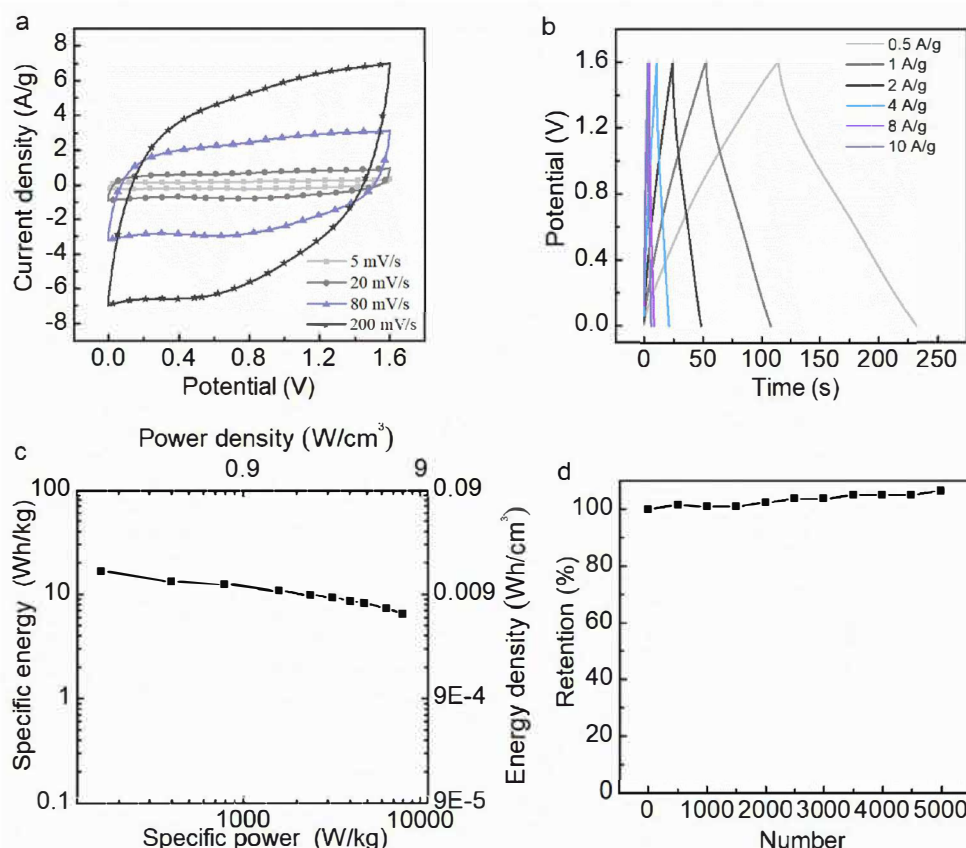 a
Current density (A/g)
8
6
4
2
0
-2
-4
-6
-8
0.0 0.4 0.8 1.2 1.6
Potential (V)
5 mV/s
20 mV/s
80 mV/s
200 mV/s
b
Potential (V)
2.0
1.6
1.2
0.8
0.4
0.0
0 50 100 150 200 250
Time (s)
0.5 A/g
1 A/g
2 A/g
4 A/g
8 A/g
10 A/g
c
Power density (W/cm³)
0.9 9
Specific energy (Wh/kg)
100
10
1
0.1
1000 10000
Specific power (W/kg)
0.09
0.009
9E-4
9E-5
Energy density (Wh/cm³)
d
Retention (%)
100
80
60
40
20
0
0 1000 2000 3000 4000 5000
Number